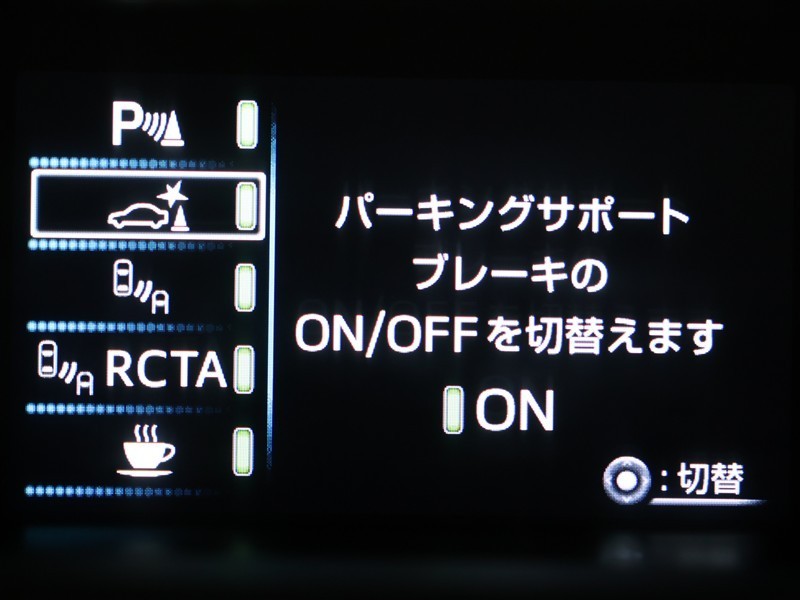 P
RCTA
パーキングサポート
ブレーキの
ON/OFFを切替えます
ON
:切替